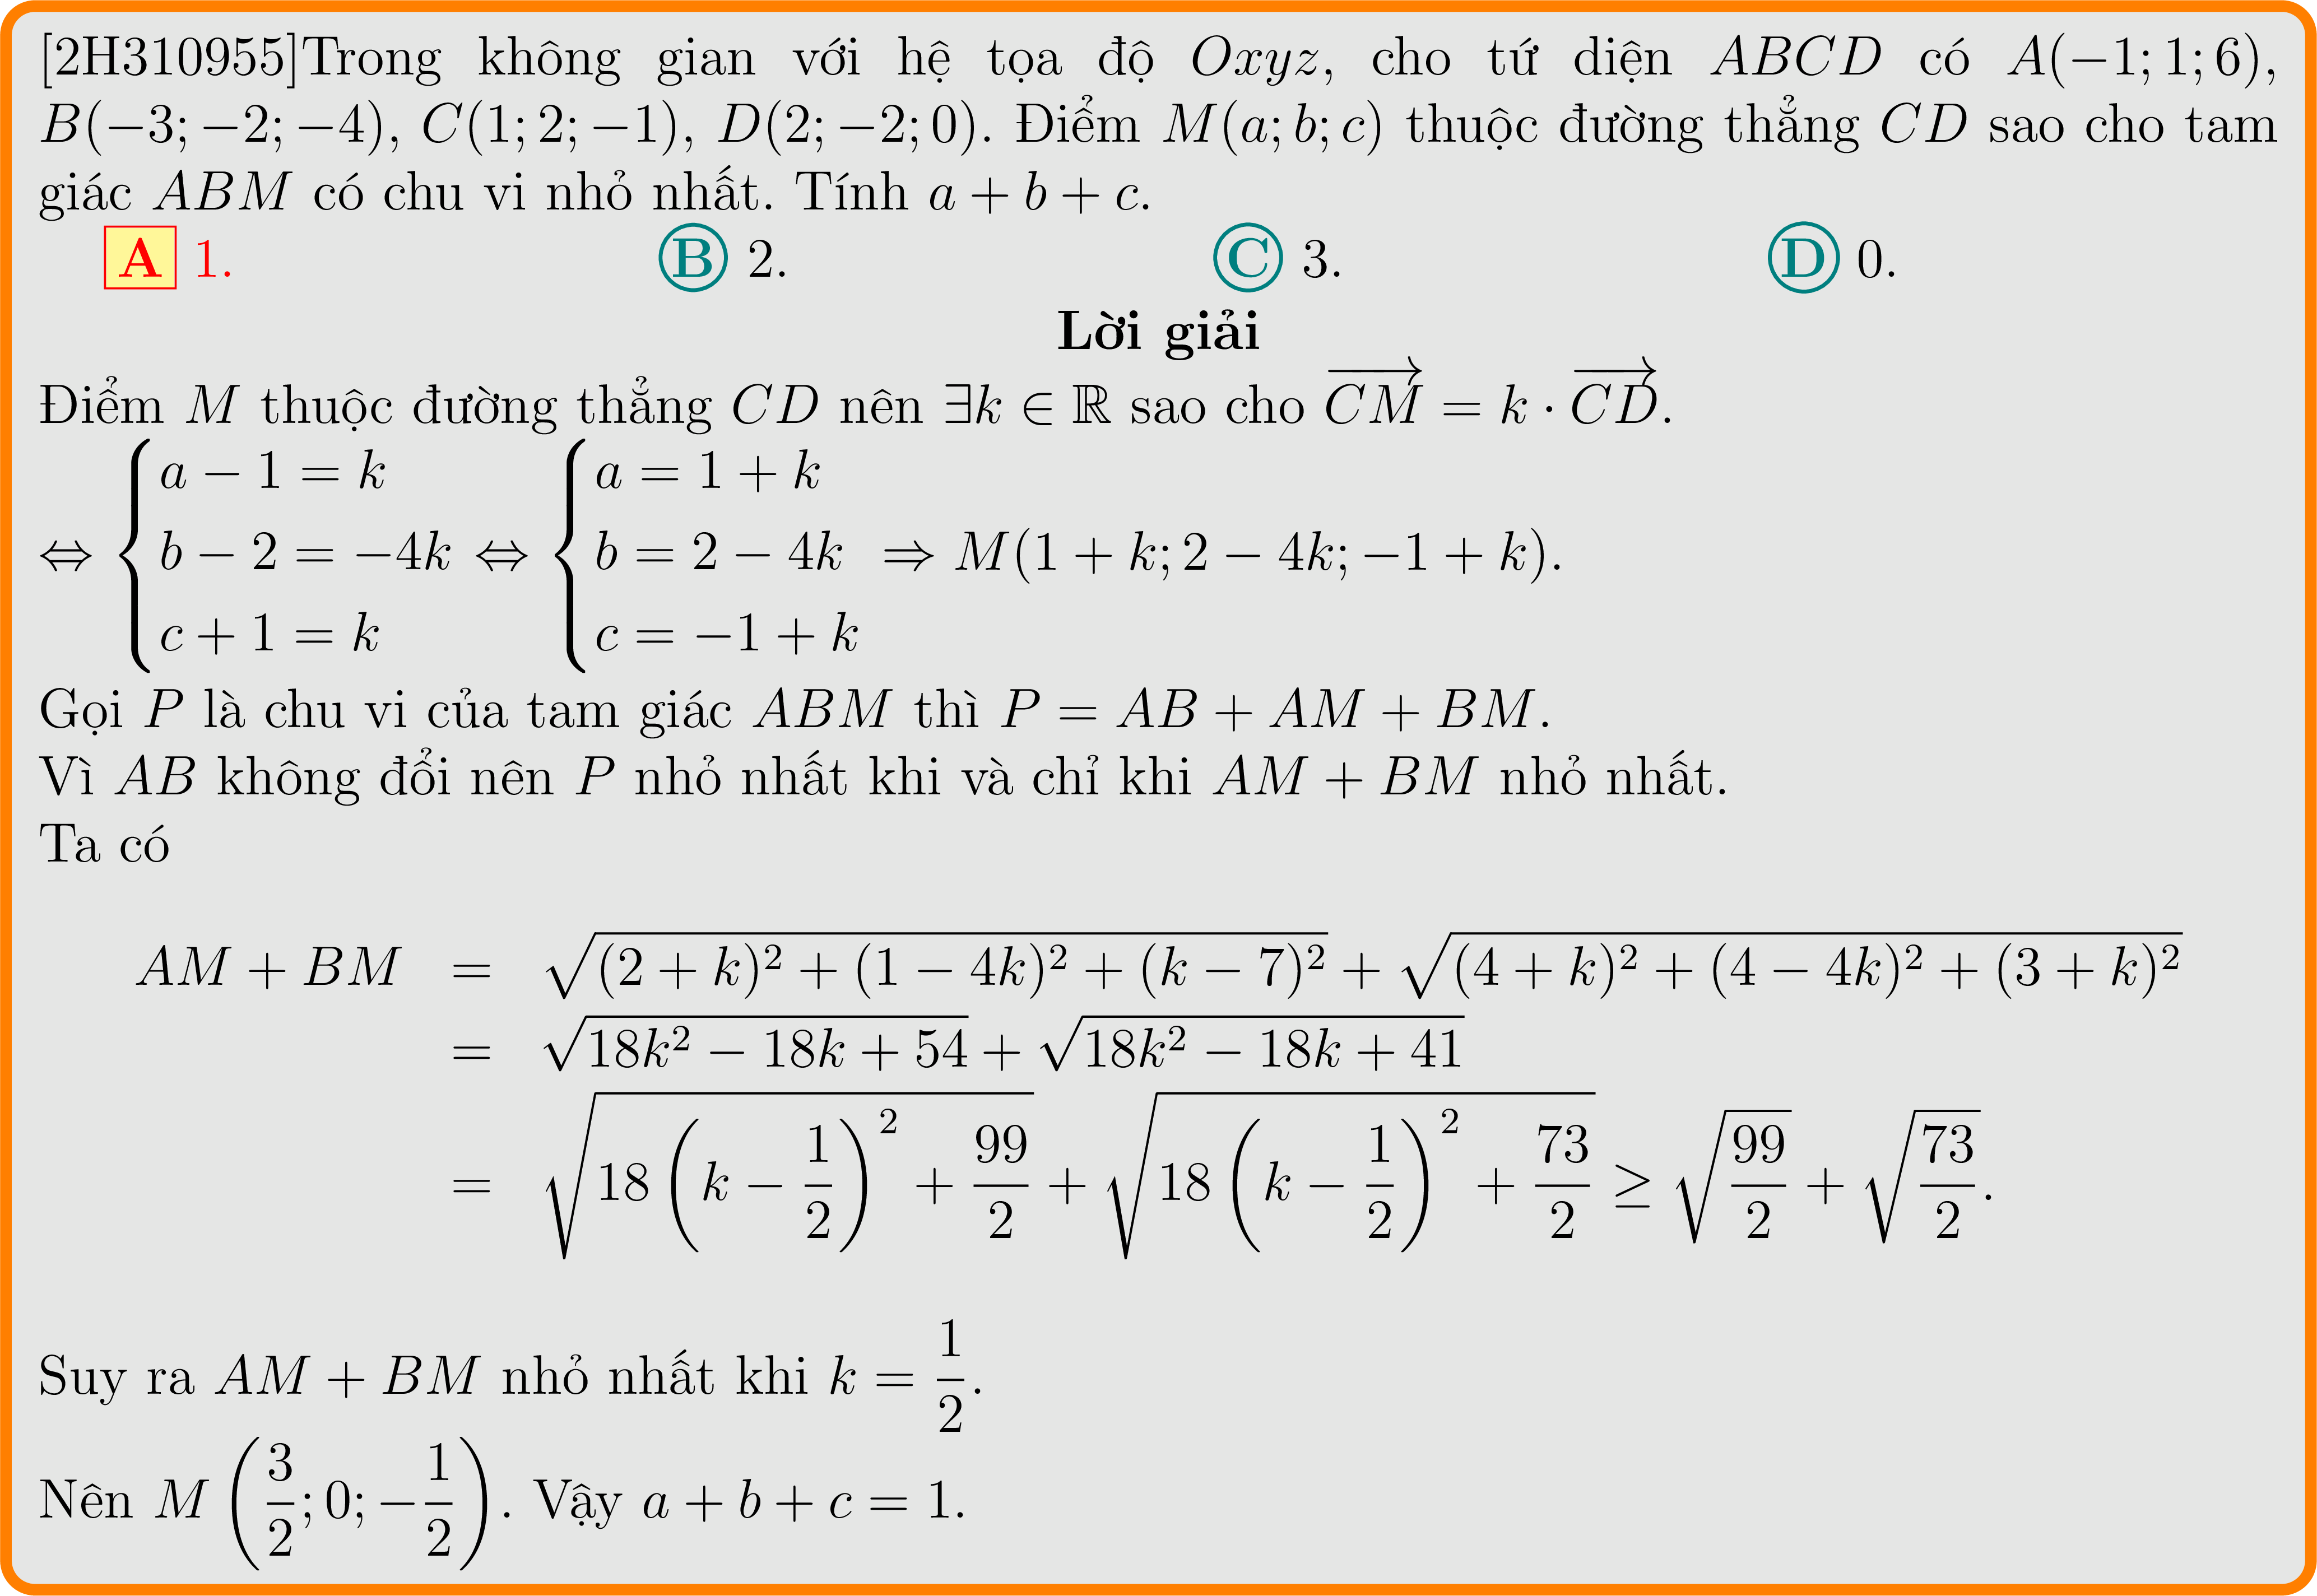 [2H310955]Trong không gian với hệ tọa độ Oxyz, cho tứ diện ABCD có A(−1; 1; 6),
B(−3; −2; −4), C(1; 2; −1), D(2; −2; 0). Điểm M(a; b; c) thuộc đường thẳng CD sao cho tam
giác ABM có chu vi nhỏ nhất. Tính a + b + c.
A 1. B 2. C 3. D 0.
Lời giải
Điểm M thuộc đường thẳng CD nên ∃k ∈ ℝ sao cho $\overrightarrow{CM} = k \cdot \overrightarrow{CD}$.
$\Leftrightarrow \begin{cases} a - 1 = k \\ b - 2 = -4k \\ c + 1 = k \end{cases} \Leftrightarrow \begin{cases} a = 1 + k \\ b = 2 - 4k \\ c = -1 + k \end{cases} \Rightarrow M(1 + k; 2 - 4k; -1 + k).$
Gọi P là chu vi của tam giác ABM thì P = AB + AM + BM.
Vì AB không đổi nên P nhỏ nhất khi và chỉ khi AM + BM nhỏ nhất.
Ta có
$AM + BM = \sqrt{(2 + k)^2 + (1 - 4k)^2 + (k - 7)^2} + \sqrt{(4 + k)^2 + (4 - 4k)^2 + (3 + k)^2}$
$= \sqrt{18k^2 - 18k + 54} + \sqrt{18k^2 - 18k + 41}$
$= \sqrt{18\left(k - \frac{1}{2}\right)^2 + \frac{99}{2}} + \sqrt{18\left(k - \frac{1}{2}\right)^2 + \frac{73}{2}} \geq \sqrt{\frac{99}{2}} + \sqrt{\frac{73}{2}}.$
Suy ra AM + BM nhỏ nhất khi $k = \frac{1}{2}$.
Nên $M\left(\frac{3}{2}; 0; -\frac{1}{2}\right)$. Vậy a + b + c = 1.